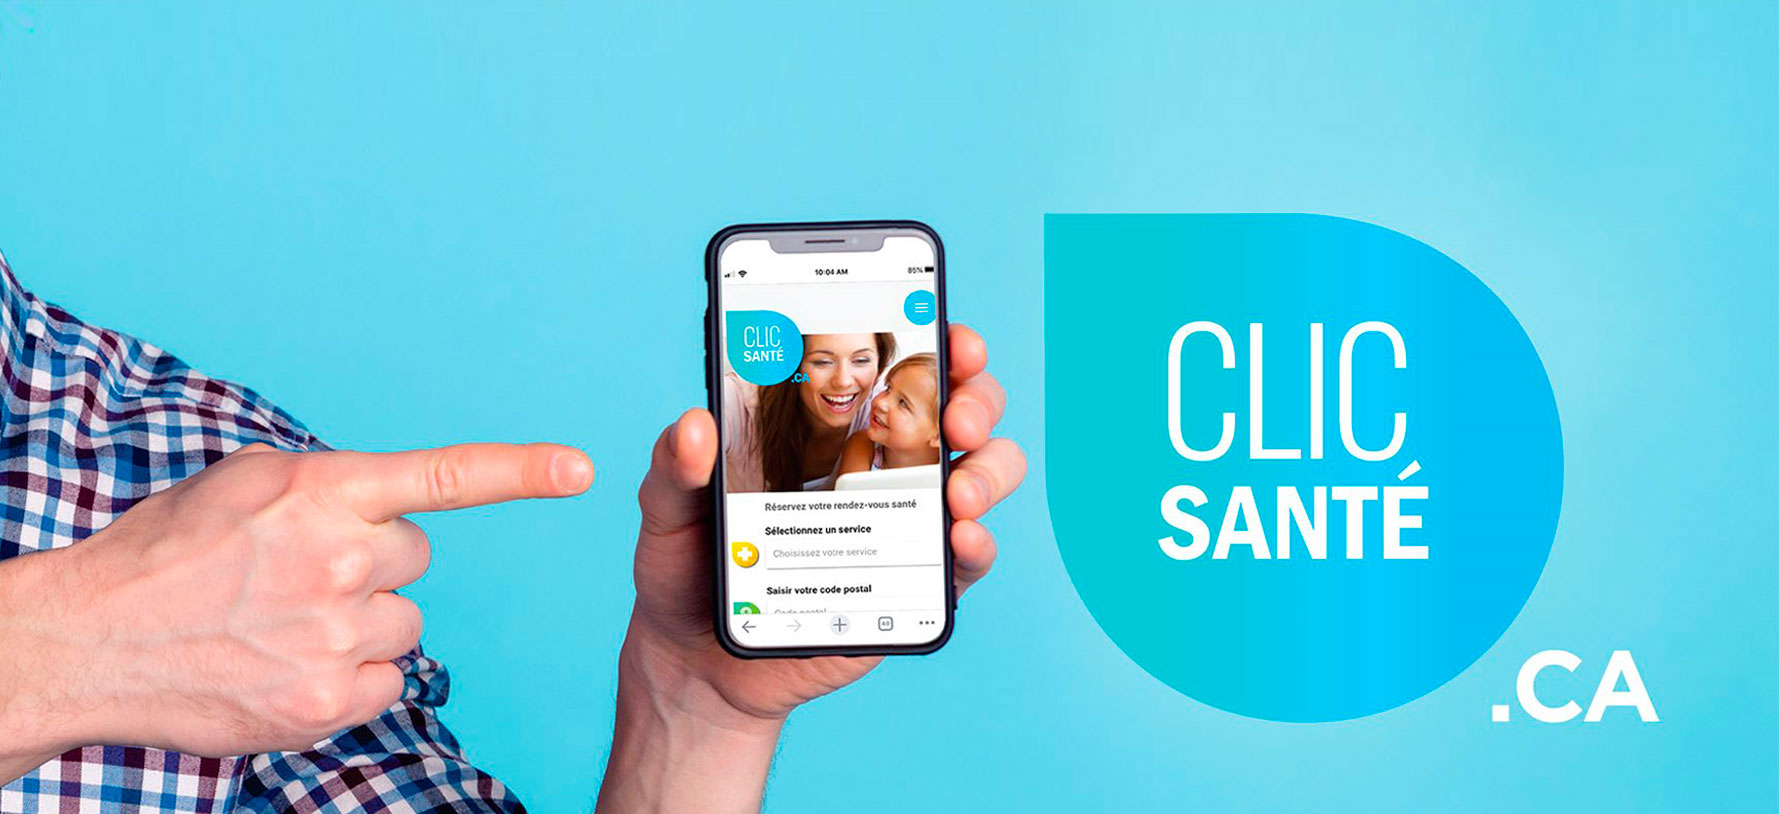 10:04 AM
85%
CLIC
SANTÉ
.CA
Réservez votre rendez-vous santé
Sélectionnez un service
Choisissez votre service
Saisir votre code postal
Code postal
40
CLIC
SANTÉ
.CA